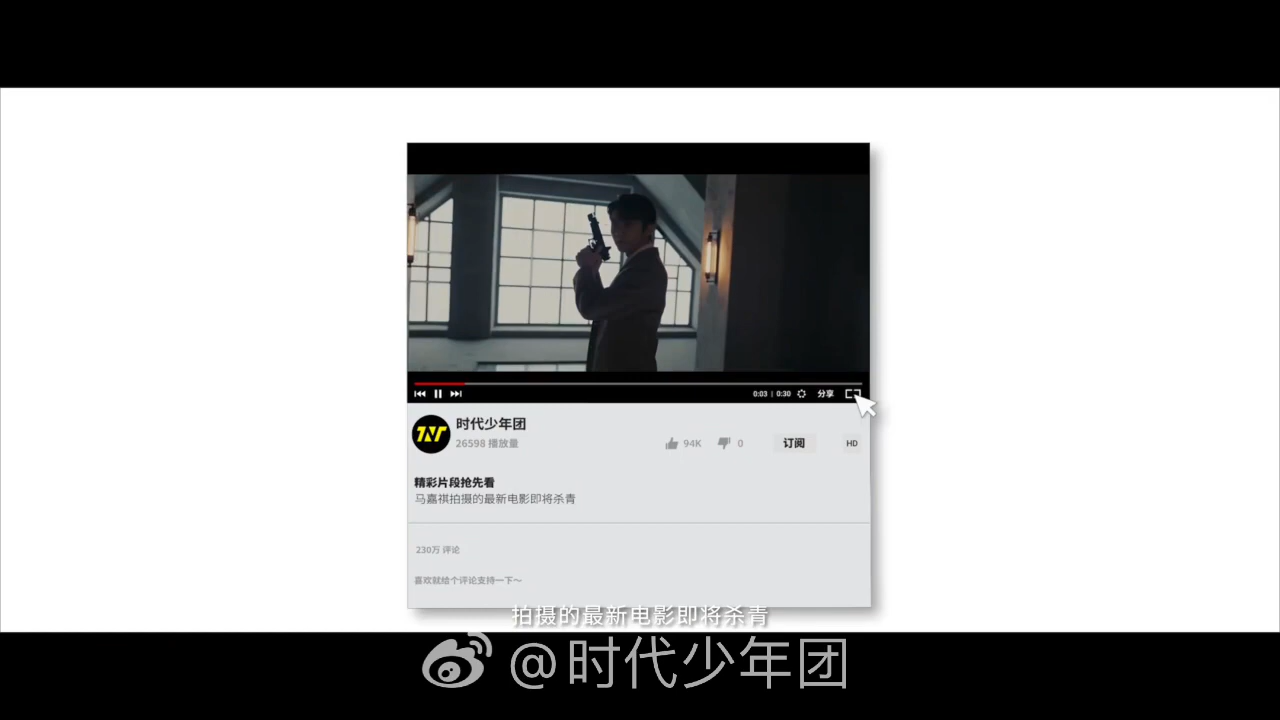 0:03 | 0:30
分享
TNT
时代少年团
26598 播放量
94K
0
订阅
HD
精彩片段抢先看
马嘉祺拍摄的最新电影即将杀青
230万 评论
喜欢就给个评论支持一下～
拍摄的最新电影即将杀青
@时代少年团